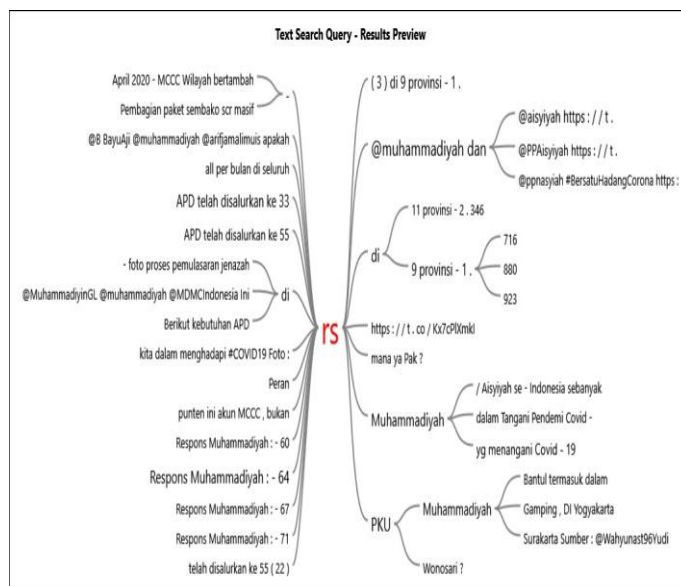 Text Search Query - Results Preview
April 2020 - MCCC Wilayah bertambah
Pembagian paket sembako scr masif
-
@B BayuAji @muhammadiyah @arifjamalimuis apakah
all per bulan di seluruh
APD telah disalurkan ke 33
APD telah disalurkan ke 55
- foto proses pemulasaran jenazah
@MuhammadiyinGL @muhammadiyah @MDMCIndonesia Ini
Berikut kebutuhan APD
di
kita dalam menghadapi #COVID19 Foto :
Peran
punten ini akun MCCC , bukan
Respons Muhammadiyah : - 60
Respons Muhammadiyah : - 64
Respons Muhammadiyah : - 67
Respons Muhammadiyah : - 71
telah disalurkan ke 55 ( 22 )
rs
( 3 ) di 9 provinsi - 1 .
@muhammadiyah dan
@aisyiyah https : / / t .
@PPAisyiyah https : / / t .
@ppnasyiah #BersatuHadangCorona https :
di
11 provinsi - 2 . 346
9 provinsi - 1 .
716
880
923
https : / / t . co / Kx7cPlXmkI
mana ya Pak ?
Muhammadiyah
/ Aisyiyah se - Indonesia sebanyak
dalam Tangani Pendemi Covid -
yg menangani Covid - 19
PKU
Muhammadiyah
Bantul termasuk dalam
Gamping , DI Yogyakarta
Surakarta Sumber : @Wahyunast96Yudi
Wonosari ?